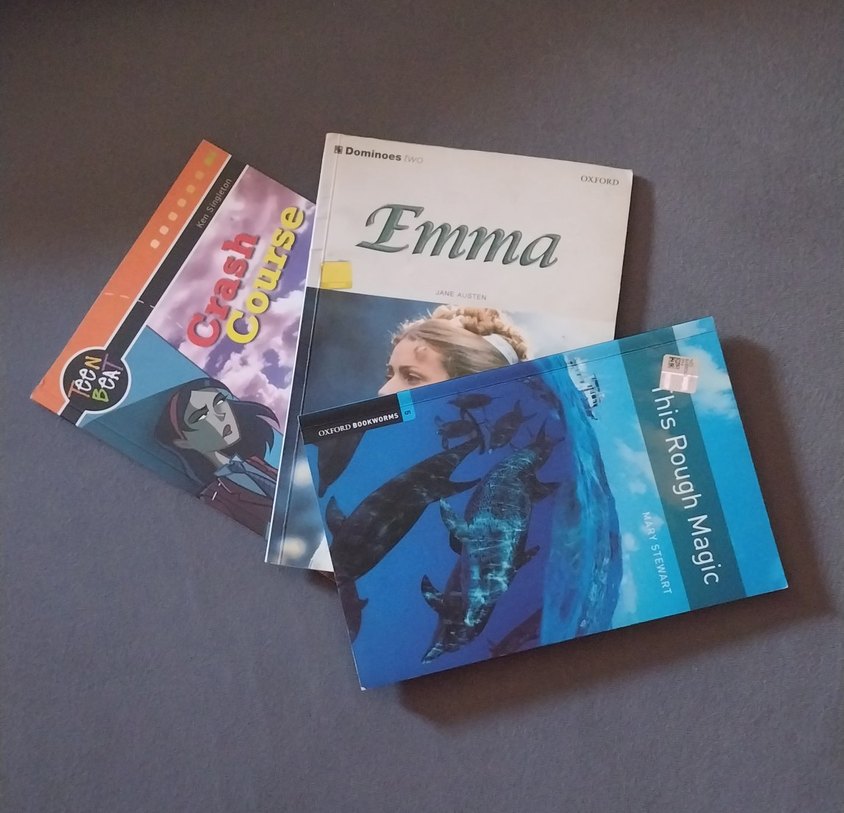 Ken Singleton
Crash
Course
TEEN
BEAT
Dominoes TWO
OXFORD
Emma
JANE AUSTEN
OXFORD BOOKWORMS
This Rough Magic
MARY STEWART